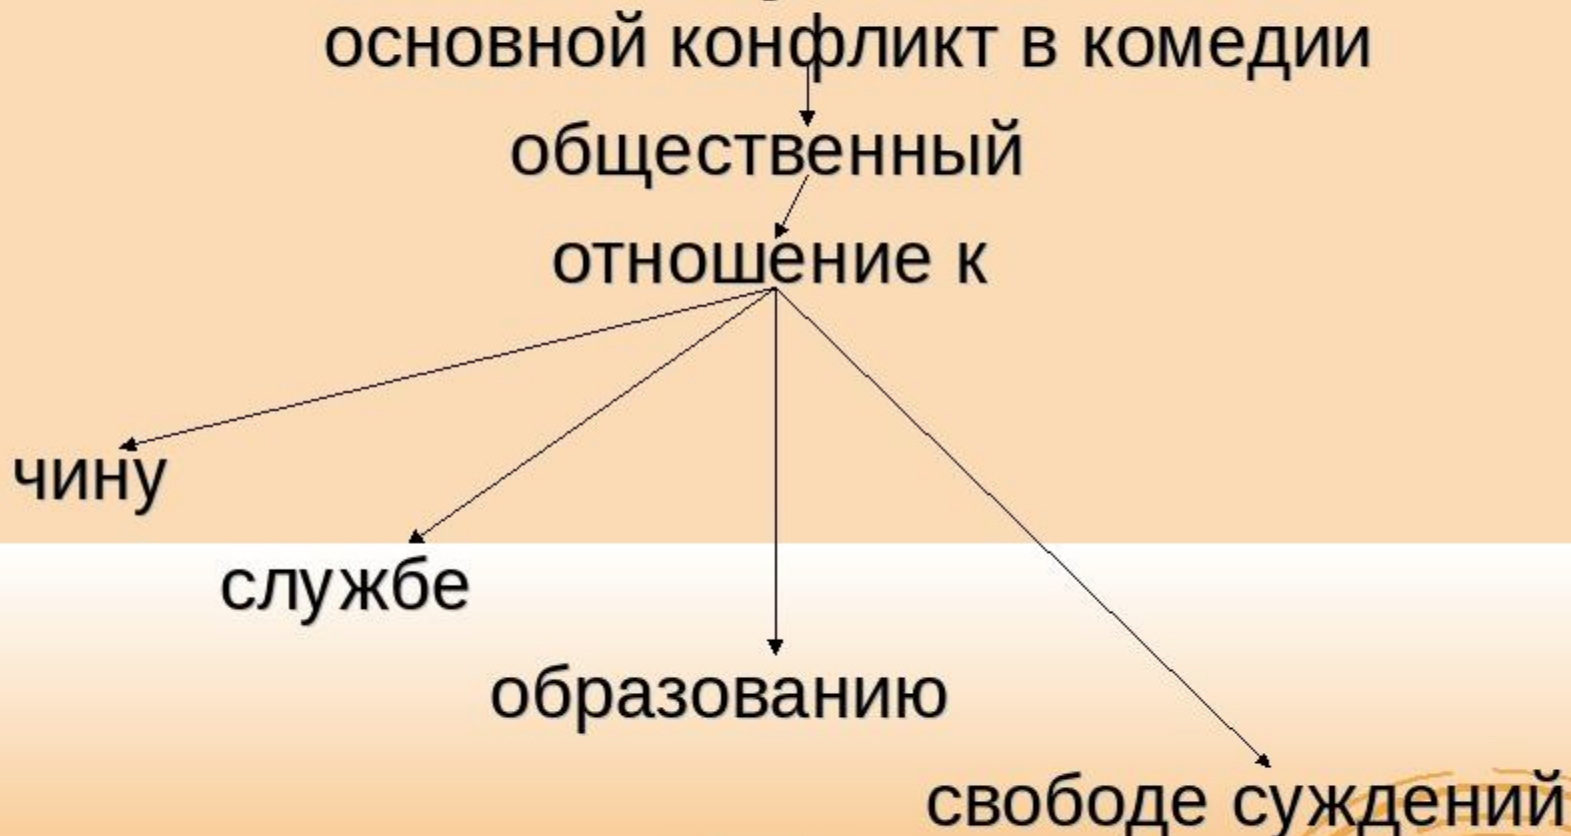 основной конфликт в комедии
общественный
отношение к
чину
службе
образованию
свободе суждений